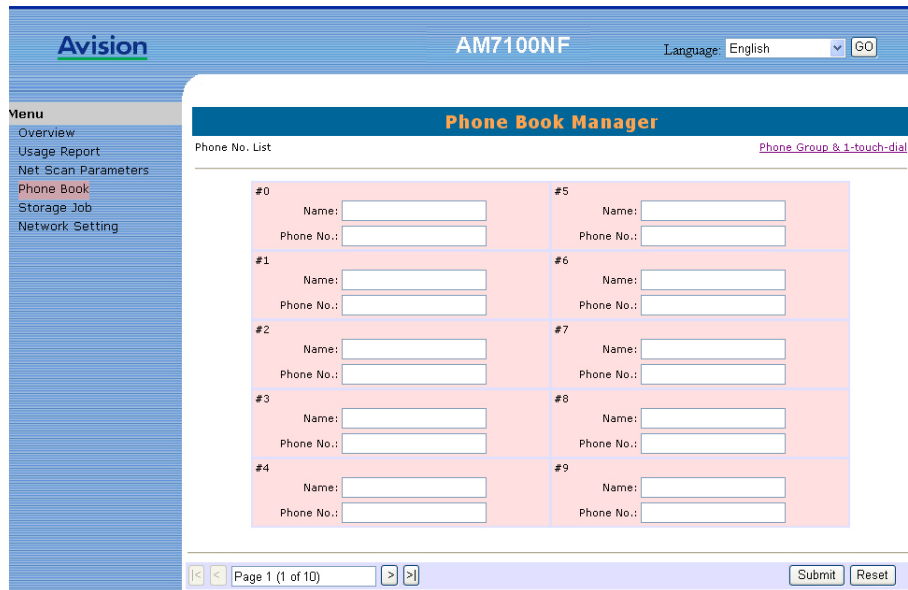 Avision
AM7100NF
Language: English GO
Menu
Overview
Usage Report
Net Scan Parameters
Phone Book
Storage Job
Network Setting
Phone Book Manager
Phone No. List
Phone Group & 1-touch-dial
#0
Name:
Phone No.:
#1
Name:
Phone No.:
#2
Name:
Phone No.:
#3
Name:
Phone No.:
#4
Name:
Phone No.:
#5
Name:
Phone No.:
#6
Name:
Phone No.:
#7
Name:
Phone No.:
#8
Name:
Phone No.:
#9
Name:
Phone No.:
|< < Page 1 (1 of 10) > >|
Submit Reset